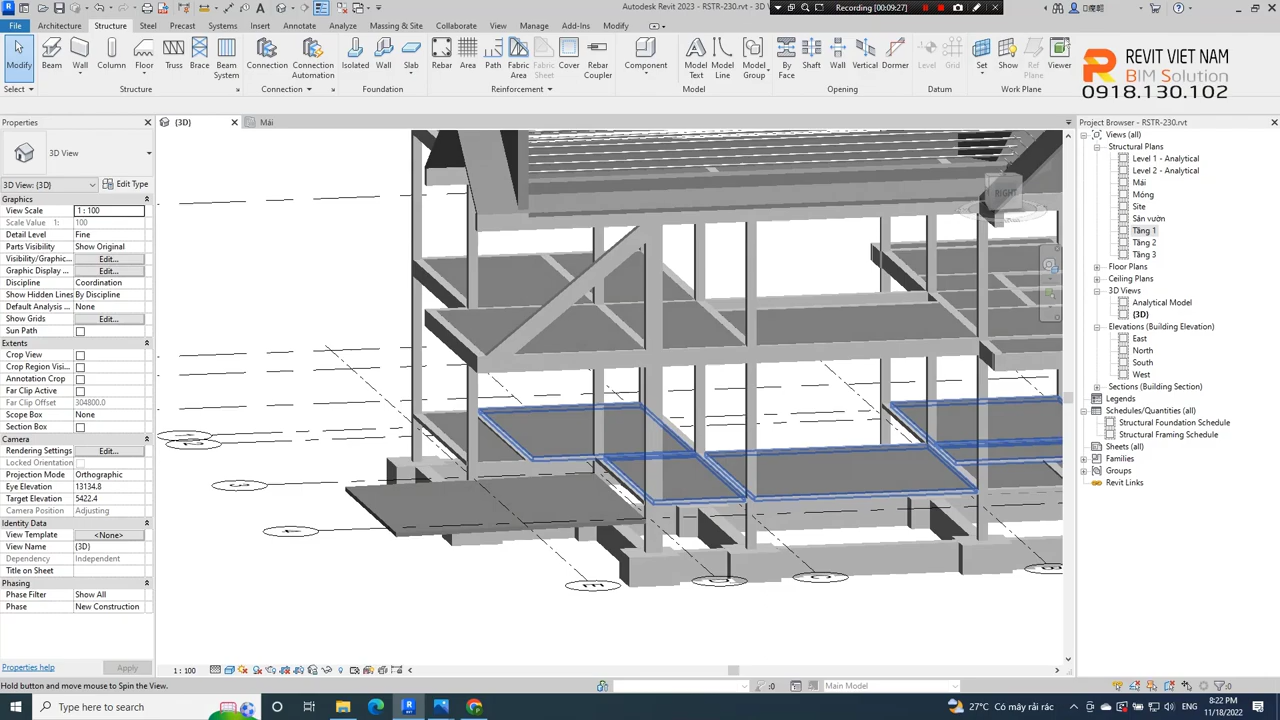 Autodesk Revit 2023 - RSTR-230.rvt - 3D V
Recording [00:09:27]
File Architecture Structure Steel Precast Systems Insert Annotate Analyze Massing & Site Collaborate View Manage Add-Ins Modify
Modify Beam Wall Column Floor Truss Brace Beam System Connection Connection Automation Isolated Wall Slab Rebar Area Path Fabric Area Fabric Sheet Cover Rebar Coupler Component Model Text Model Line Model Group By Face Shaft Wall Vertical Dormer Level Grid Set Show Ref Plane Viewer
Select Structure Connection Foundation Reinforcement Model Opening Datum Work Plane
REVIT VIET NAM
BIM Solution
0918.130.102
Properties
{3D}
Mái
Project Browser - RSTR-230.rvt
3D View
3D View: {3D}
Edit Type
Graphics
View Scale 1 : 100
Scale Value 1: 100
Detail Level Fine
Parts Visibility Show Original
Visibility/Graphic... Edit...
Graphic Display ... Edit...
Discipline Coordination
Show Hidden Lines By Discipline
Default Analysis ... None
Show Grids Edit...
Sun Path
Extents
Crop View
Crop Region Visi...
Annotation Crop
Far Clip Active
Far Clip Offset 304800.0
Scope Box None
Section Box
Camera
Rendering Settings Edit...
Locked Orientation
Projection Mode Orthographic
Eye Elevation 13134.8
Target Elevation 5422.4
Camera Position Adjusting
Identity Data
View Template <None>
View Name {3D}
Dependency Independent
Title on Sheet
Phasing
Phase Filter Show All
Phase New Construction
Properties help
Apply
RIGHT
E
D
C
B
Views (all)
Structural Plans
Level 1 - Analytical
Level 2 - Analytical
Mái
Móng
Site
Sân vườn
Tầng 1
Tầng 2
Tầng 3
Floor Plans
Ceiling Plans
3D Views
Analytical Model
{3D}
Elevations (Building Elevation)
East
North
South
West
Sections (Building Section)
Legends
Schedules/Quantities (all)
Structural Foundation Schedule
Structural Framing Schedule
Sheets (all)
Families
Groups
Revit Links
1 : 100
Hold button and move mouse to Spin the View.
:0
Main Model
:0
Type here to search
27°C Có mây rải rác
8:22 PM
11/18/2022